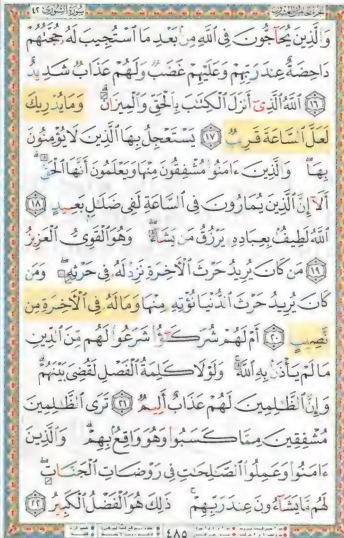 سورة الشورى ٤٢
وَالَّذِينَ يُحَاجُّونَ فِي اللَّهِ مِنْ بَعْدِ مَا اسْتُجِيبَ لَهُ حُجَّتُهُمْ
دَاحِضَةٌ عِندَ رَبِّهِمْ وَعَلَيْهِمْ غَضَبٌ وَلَهُمْ عَذَابٌ شَدِيدٌ
١٦ اللَّهُ الَّذِي أَنزَلَ الْكِتَابَ بِالْحَقِّ وَالْمِيزَانَ وَمَا يُدْرِيكَ
لَعَلَّ السَّاعَةَ قَرِيبٌ ١٧ يَسْتَعْجِلُ بِهَا الَّذِينَ لَا يُؤْمِنُونَ
بِهَا وَالَّذِينَ ءَامَنُوا مُشْفِقُونَ مِنْهَا وَيَعْلَمُونَ أَنَّهَا الْحَقُّ
أَلَا إِنَّ الَّذِينَ يُمَارُونَ فِي السَّاعَةِ لَفِي ضَلَالٍ بَعِيدٍ ١٨
اللَّهُ لَطِيفٌ بِعِبَادِهِ يَرْزُقُ مَن يَشَاءُ وَهُوَ الْقَوِيُّ الْعَزِيزُ
١٩ مَن كَانَ يُرِيدُ حَرْثَ الْآخِرَةِ نَزِدْ لَهُ فِي حَرْثِهِ وَمَن
كَانَ يُرِيدُ حَرْثَ الدُّنْيَا نُؤْتِهِ مِنْهَا وَمَا لَهُ فِي الْآخِرَةِ مِن
نَّصِيبٍ ٢٠ أَمْ لَهُمْ شُرَكَٰٓؤُا شَرَعُوا لَهُم مِّنَ الدِّينِ
مَا لَمْ يَأْذَن بِهِ اللَّهُ وَلَوْلَا كَلِمَةُ الْفَصْلِ لَقُضِيَ بَيْنَهُمْ
وَإِنَّ الظَّالِمِينَ لَهُمْ عَذَابٌ أَلِيمٌ ٢١ تَرَى الظَّالِمِينَ
مُشْفِقِينَ مِمَّا كَسَبُوا وَهُوَ وَاقِعٌ بِهِمْ وَالَّذِينَ
ءَامَنُوا وَعَمِلُوا الصَّالِحَاتِ فِي رَوْضَاتِ الْجَنَّاتِ
لَهُم مَّا يَشَاءُونَ عِندَ رَبِّهِمْ ذَلِكَ هُوَ الْفَضْلُ الْكَبِيرُ ٢٢
٤٨٥